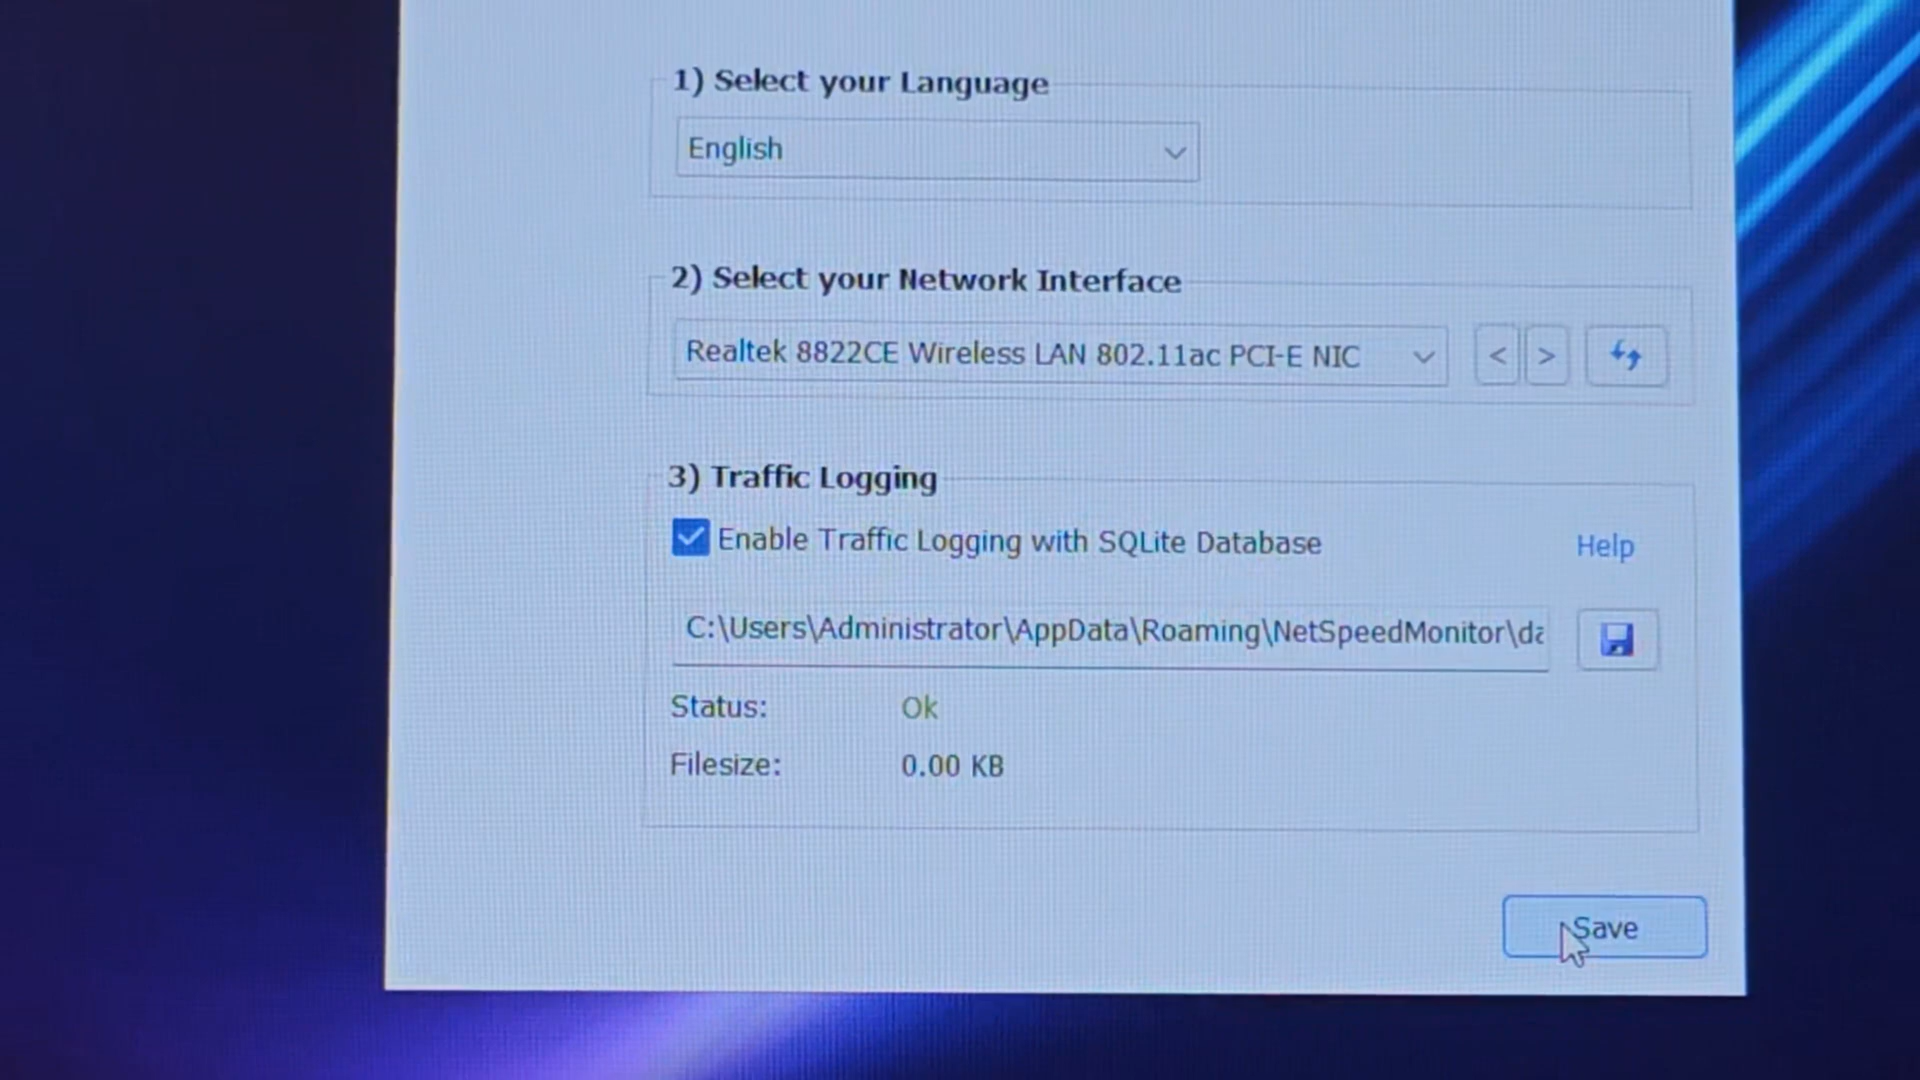 1) Select your Language
English
2) Select your Network Interface
Realtek 8822CE Wireless LAN 802.11ac PCI-E NIC
< >
3) Traffic Logging
Enable Traffic Logging with SQLite Database
Help
C:\Users\Administrator\AppData\Roaming\NetSpeedMonitor\da
Status: Ok
Filesize: 0.00 KB
Save